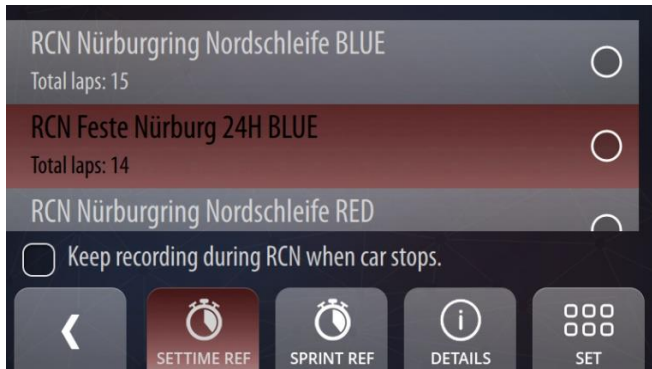 RCN Nürburgring Nordschleife BLUE
Total laps: 15
RCN Feste Nürburg 24H BLUE
Total laps: 14
RCN Nürburgring Nordschleife RED
Keep recording during RCN when car stops.
SETTIME REF
SPRINT REF
DETAILS
SET